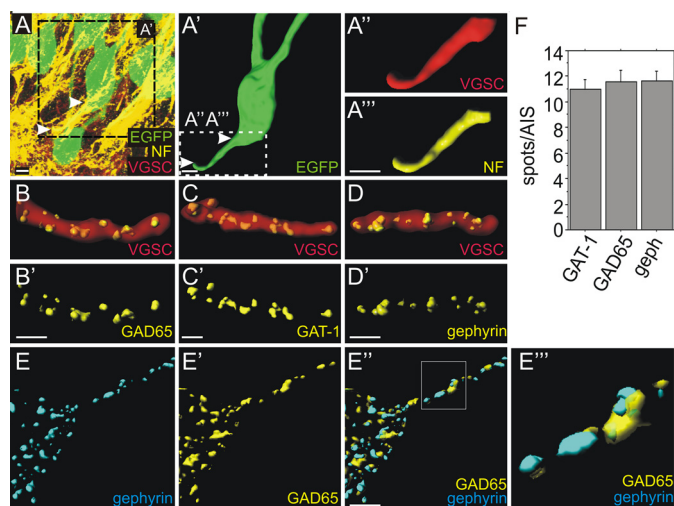 A
A'
EGFP
NF
VGSC
A'
A'' A'''
EGFP
A''
VGSC
A'''
NF
F
spots/AIS
14
12
10
8
6
4
2
0
GAT-1
GAD65
geph
B
VGSC
C
VGSC
D
VGSC
B'
GAD65
C'
GAT-1
D'
gephyrin
E
gephyrin
E'
GAD65
E''
GAD65
gephyrin
E'''
GAD65
gephyrin